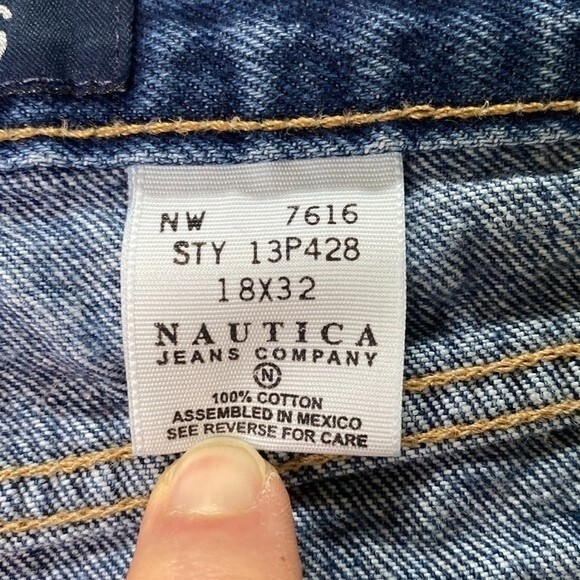 NW 7616
STY 13P428
18X32
NAUTICA
JEANS COMPANY
N
100% COTTON
ASSEMBLED IN MEXICO
SEE REVERSE FOR CARE